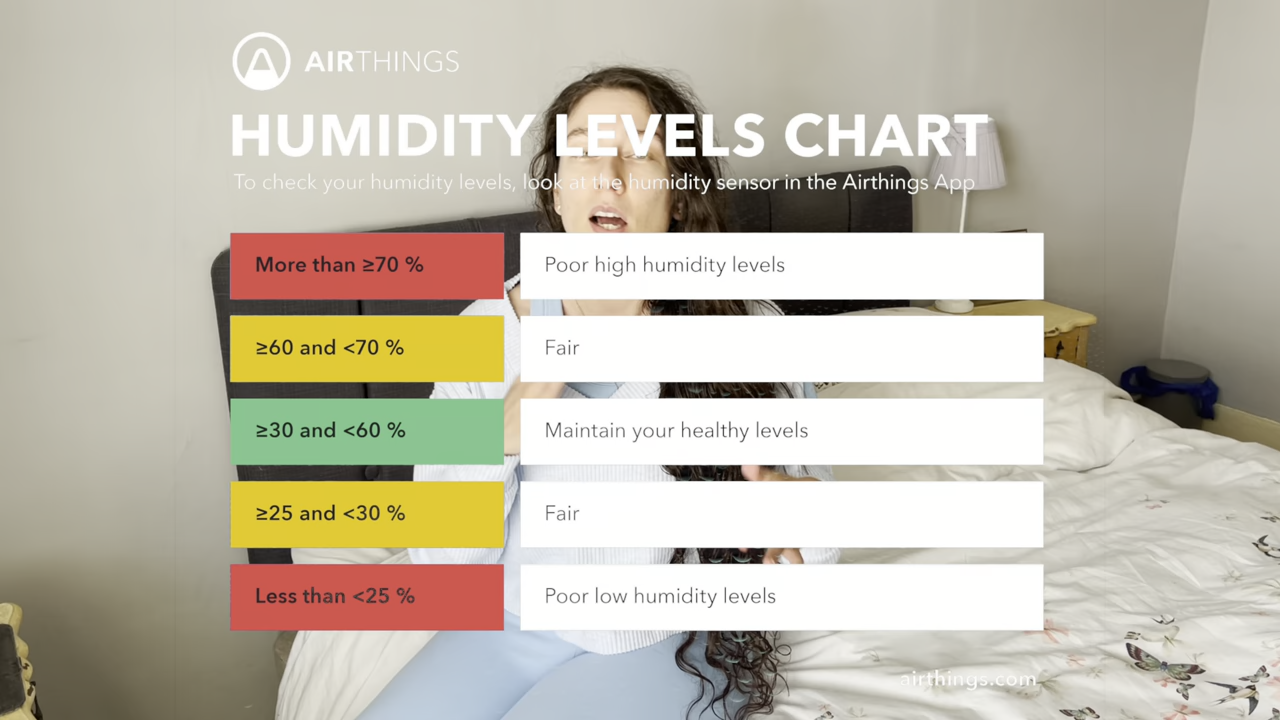 AIRTHINGS
HUMIDITY LEVELS CHART
To check your humidity levels, look at the humidity sensor in the Airthings App
More than ≥70 % Poor high humidity levels
≥60 and <70 % Fair
≥30 and <60 % Maintain your healthy levels
≥25 and <30 % Fair
Less than <25 % Poor low humidity levels
airthings.com